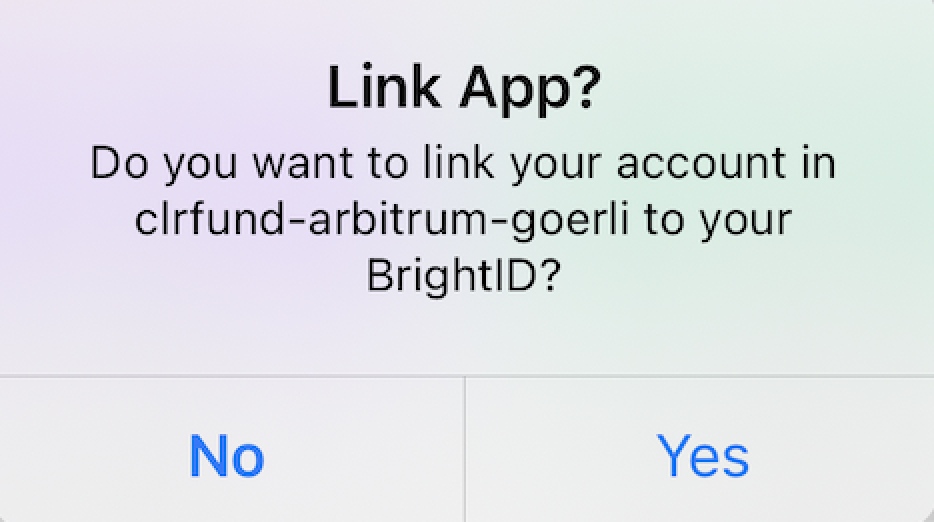 Link App?
Do you want to link your account in
clrfund-arbitrum-goerli to your
BrightID?
No
Yes